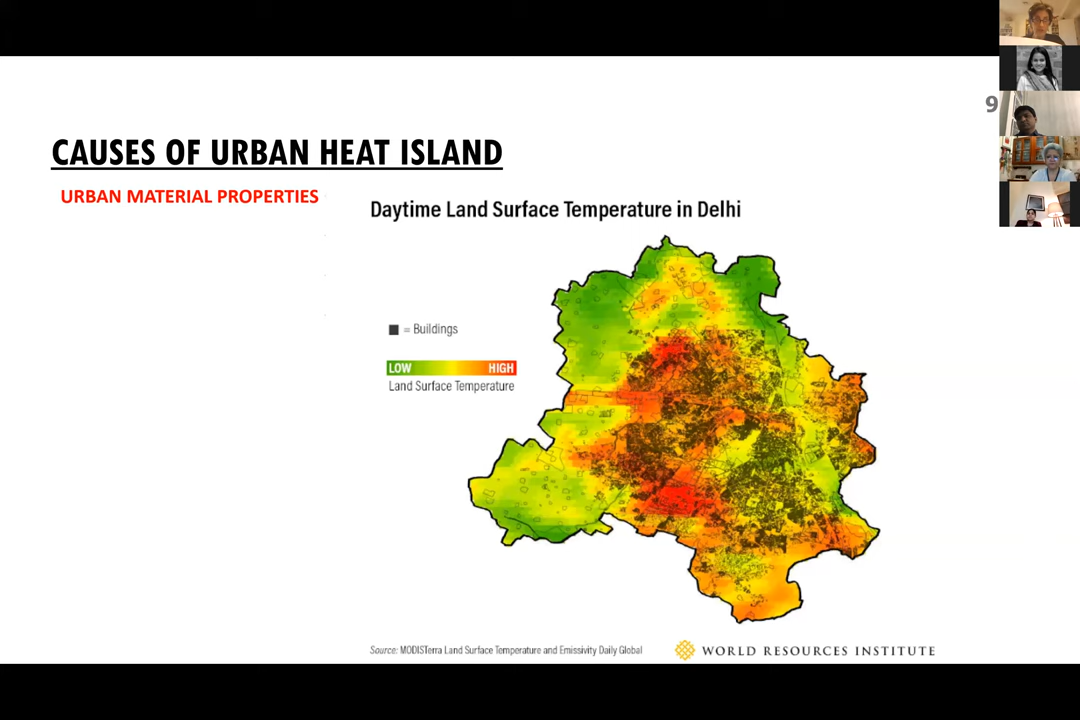 9
CAUSES OF URBAN HEAT ISLAND
URBAN MATERIAL PROPERTIES
Daytime Land Surface Temperature in Delhi
= Buildings
LOW HIGH
Land Surface Temperature
Source: MODISTerra Land Surface Temperature and Emissivity Daily Global
WORLD RESOURCES INSTITUTE